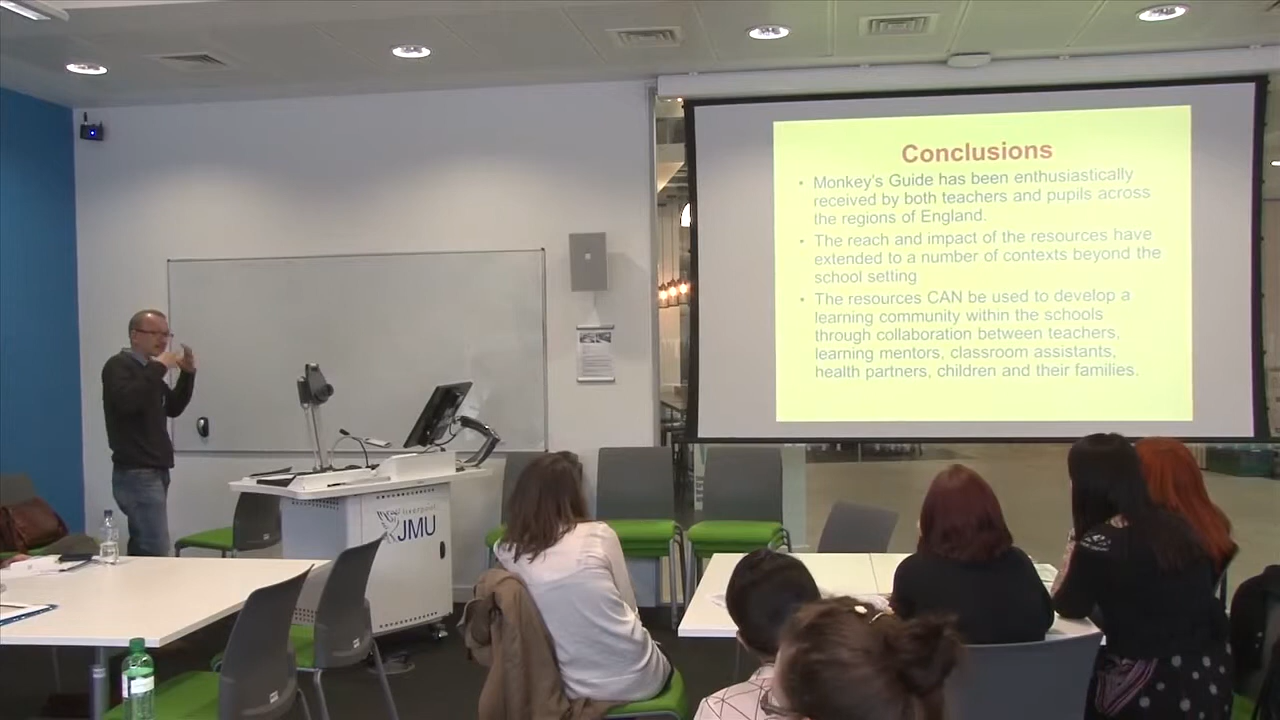 Conclusions
• Monkey's Guide has been enthusiastically
received by both teachers and pupils across
the regions of England.
• The reach and impact of the resources have
extended to a number of contexts beyond the
school setting
• The resources CAN be used to develop a
learning community within the schools
through collaboration between teachers,
learning mentors, classroom assistants,
health partners, children and their families.
Liverpool
JMU